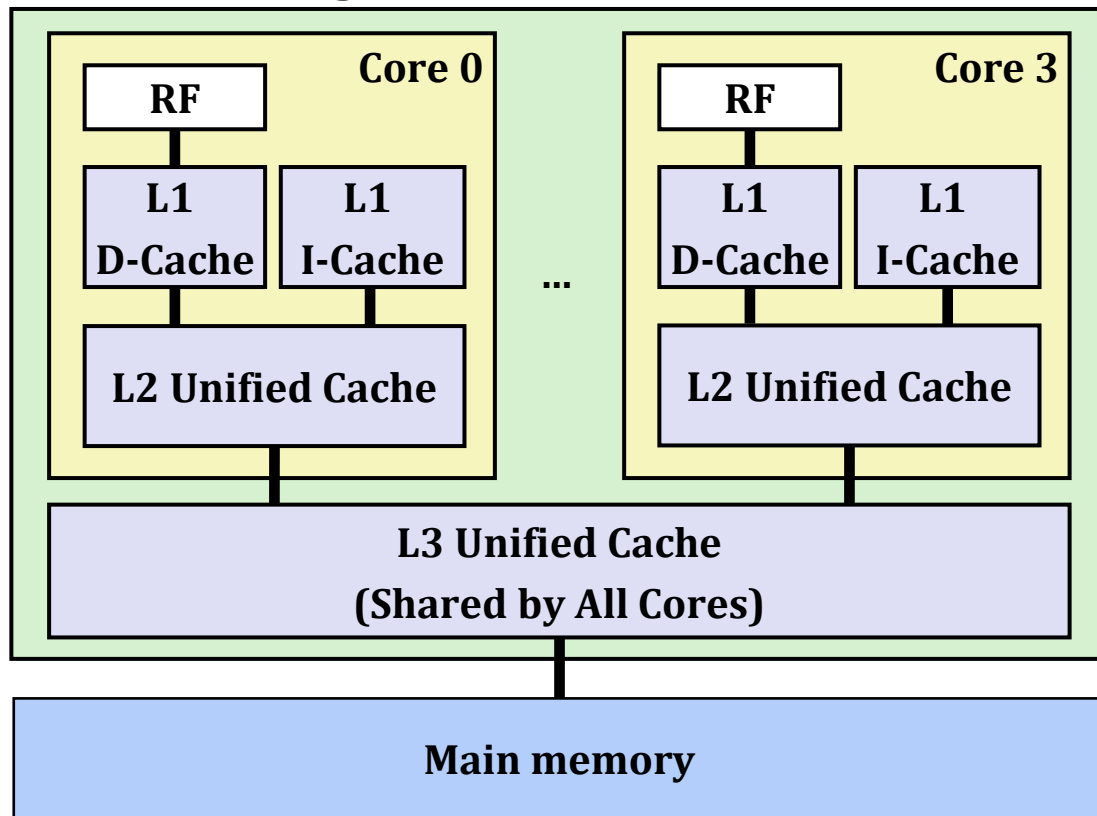 Core 0
RF
L1
D-Cache
L1
I-Cache
L2 Unified Cache
...
Core 3
RF
L1
D-Cache
L1
I-Cache
L2 Unified Cache
L3 Unified Cache
(Shared by All Cores)
Main memory